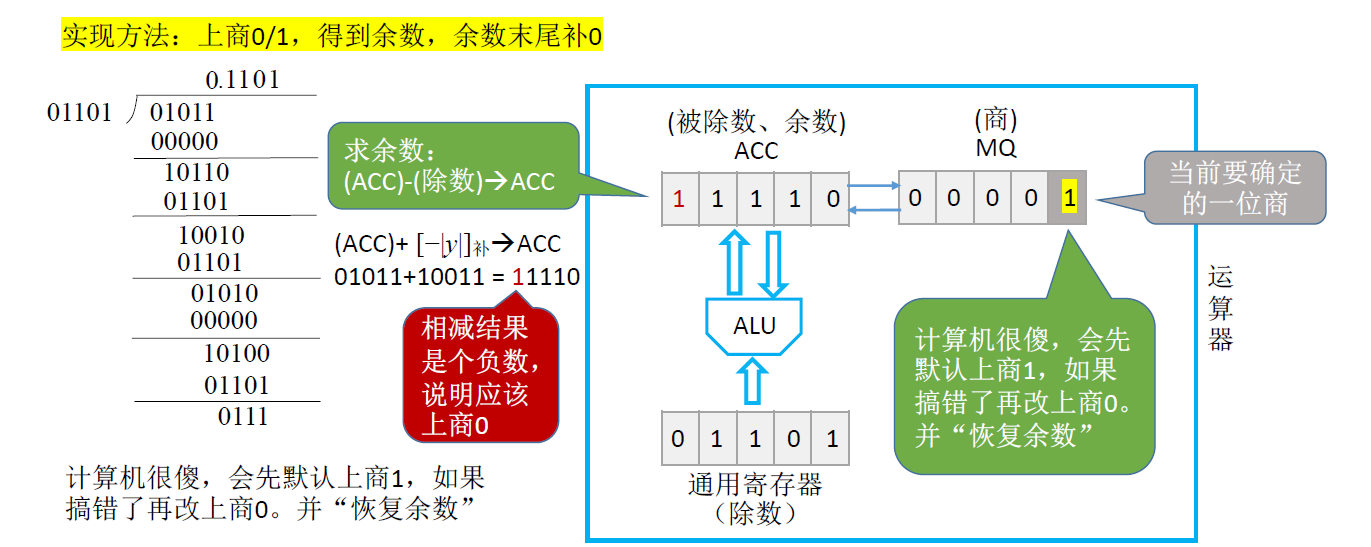 实现方法：上商0/1，得到余数，余数末尾补0
0.1101
01101
01011
00000
10110
01101
10010
01101
01010
00000
10100
01101
0111
求余数：
(ACC)-(除数)→ACC
(ACC)+ [−|y|]补→ACC
01011+10011 = 11110
相减结果
是个负数，
说明应该
上商0
计算机很傻，会先默认上商1，如果
搞错了再改上商0。并“恢复余数”
(被除数、余数)
ACC
1 1 1 1 0
(商)
MQ
0 0 0 0 1
当前要确定
的一位商
ALU
0 1 1 0 1
通用寄存器
（除数）
计算机很傻，会先
默认上商1，如果
搞错了再改上商0。
并“恢复余数”
运
算
器